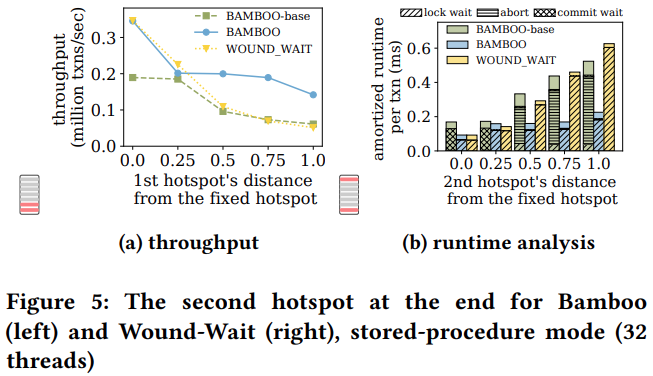 BAMBOO-base
BAMBOO
WOUND_WAIT
throughput
(million txns/sec)
0.3
0.2
0.1
0.0
0.0 0.25 0.5 0.75 1.0
1st hotspot's distance
from the fixed hotspot
(a) throughput
lock wait abort commit wait
BAMBOO-base
BAMBOO
WOUND_WAIT
amortized runtime
per txn (ms)
0.6
0.4
0.2
0.0
0.0 0.25 0.5 0.75 1.0
2nd hotspot's distance
from the fixed hotspot
(b) runtime analysis
Figure 5: The second hotspot at the end for Bamboo
(left) and Wound-Wait (right), stored-procedure mode (32
threads)